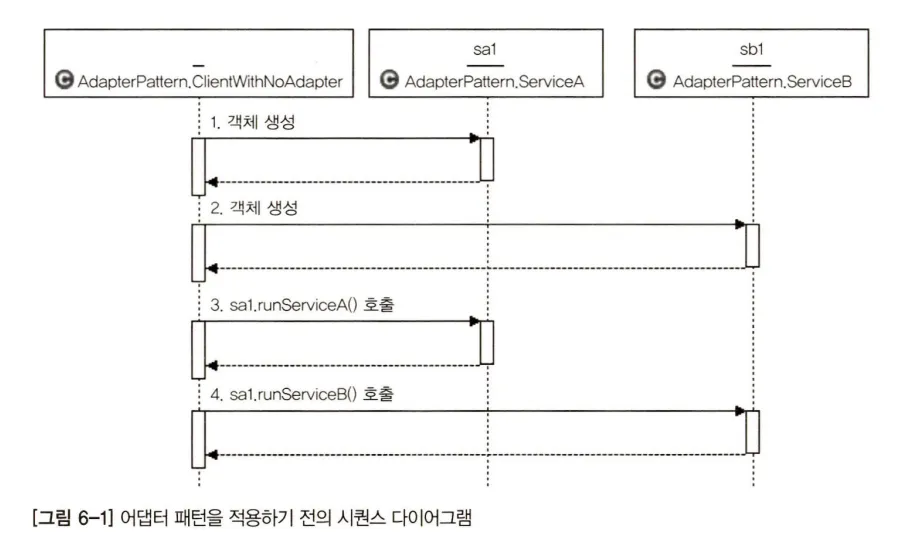 AdapterPattern.ClientWithNoAdapter
sa1
AdapterPattern.ServiceA
sb1
AdapterPattern.ServiceB
1. 객체 생성
2. 객체 생성
3. sa1.runServiceA() 호출
4. sa1.runServiceB() 호출
[그림 6-1] 어댑터 패턴을 적용하기 전의 시퀀스 다이어그램